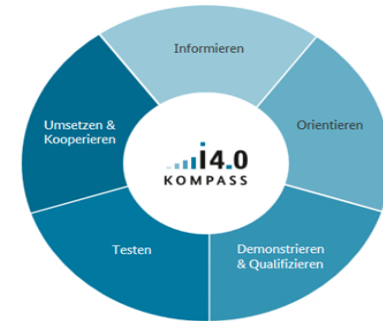 Informieren
Orientieren
Demonstrieren
& Qualifizieren
Testen
Umsetzen &
Kooperieren
i4.0
KOMPASS